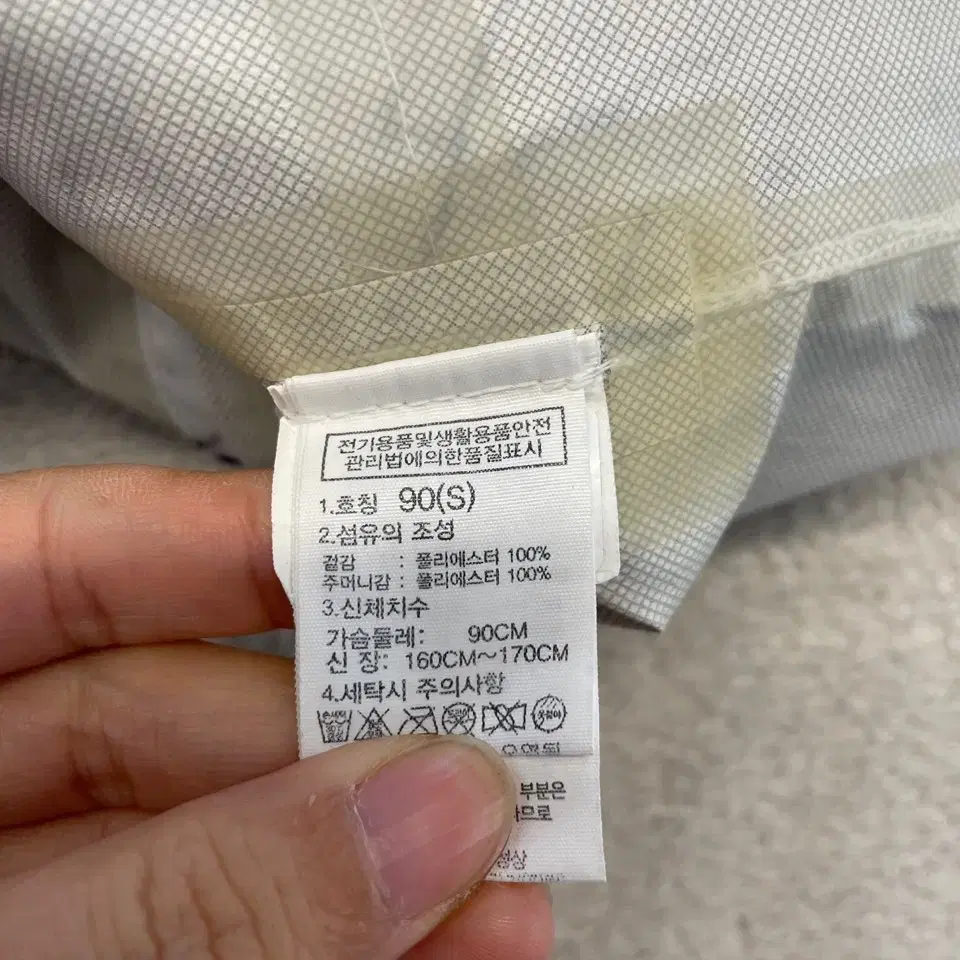 전기용품및생활용품안전
관리법에의한품질표시
1.호칭 90(S)
2.섬유의 조성
겉감 : 폴리에스터 100%
주머니감 : 폴리에스터 100%
3.신체치수
가슴둘레: 90CM
신 장: 160CM~170CM
4.세탁시 주의사항
부분은
므로